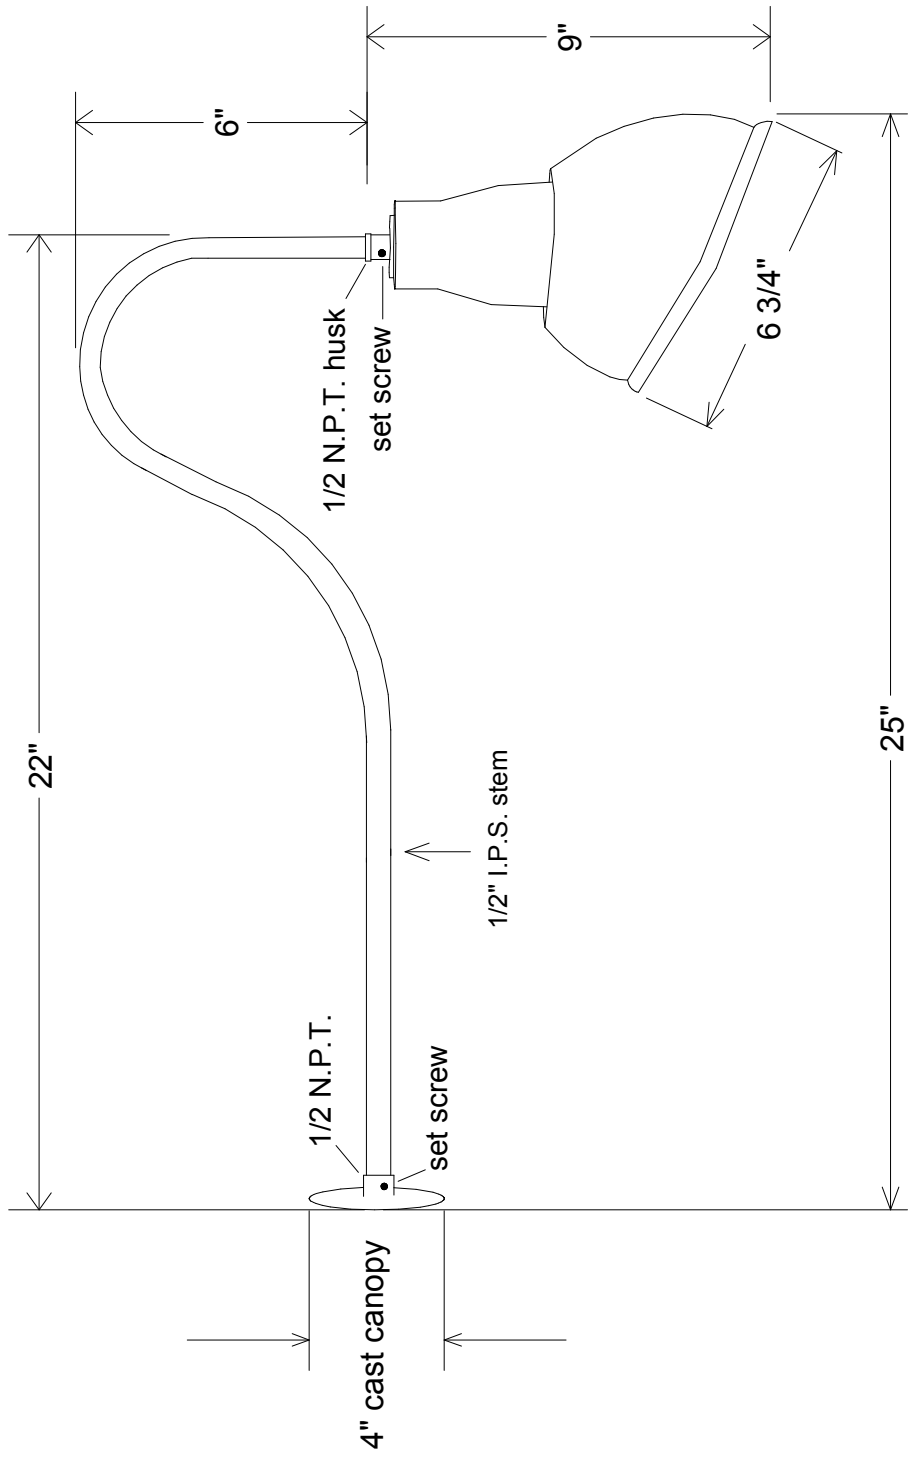 22"
6"
9"
1/2 N.P.T. husk
set screw
6 3/4"
1/2" I.P.S. stem
25"
1/2 N.P.T.
set screw
4" cast canopy